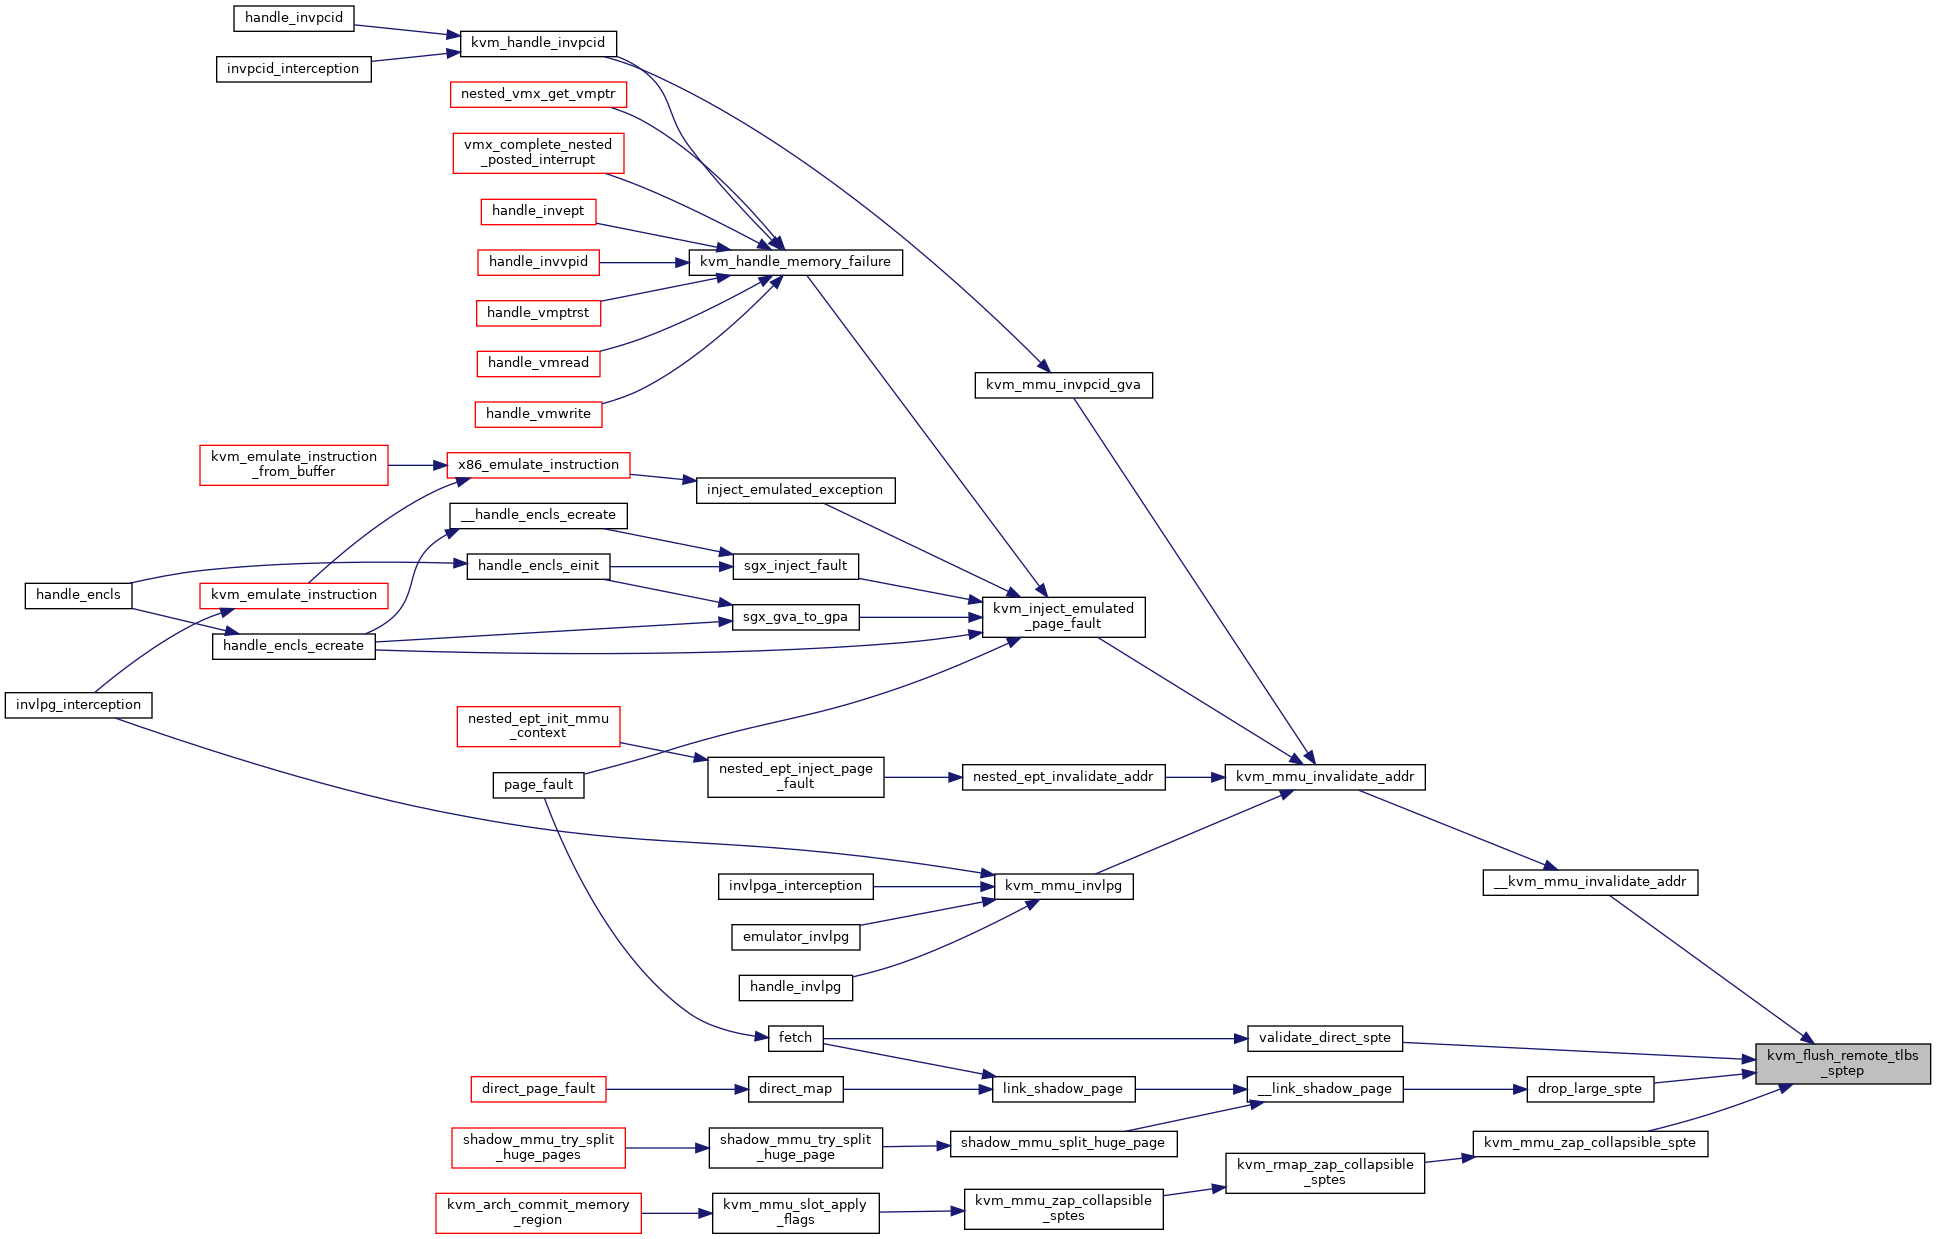 handle_invpcid
kvm_handle_invpcid
invpcid_interception
nested_vmx_get_vmptr
vmx_complete_nested
_posted_interrupt
handle_invept
handle_invvpid
kvm_handle_memory_failure
handle_vmptrst
handle_vmread
kvm_mmu_invpcid_gva
handle_vmwrite
kvm_emulate_instruction
_from_buffer
x86_emulate_instruction
inject_emulated_exception
__handle_encls_ecreate
handle_encls_einit
sgx_inject_fault
handle_encls
kvm_emulate_instruction
sgx_gva_to_gpa
kvm_inject_emulated
_page_fault
handle_encls_ecreate
invlpg_interception
nested_ept_init_mmu
_context
page_fault
nested_ept_inject_page
_fault
nested_ept_invalidate_addr
kvm_mmu_invalidate_addr
invlpga_interception
kvm_mmu_invlpg
__kvm_mmu_invalidate_addr
emulator_invlpg
handle_invlpg
fetch
validate_direct_spte
kvm_flush_remote_tlbs
_sptep
direct_page_fault
direct_map
link_shadow_page
__link_shadow_page
drop_large_spte
shadow_mmu_try_split
_huge_pages
shadow_mmu_try_split
_huge_page
shadow_mmu_split_huge_page
kvm_mmu_zap_collapsible_spte
kvm_rmap_zap_collapsible
_sptes
kvm_arch_commit_memory
_region
kvm_mmu_slot_apply
_flags
kvm_mmu_zap_collapsible
_sptes